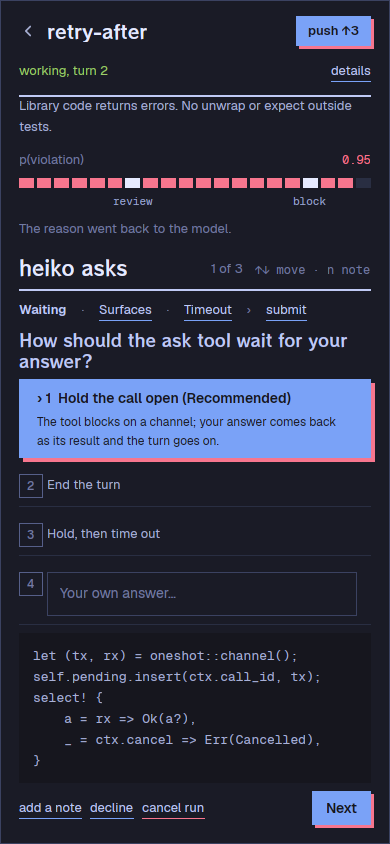 ‹ retry-after push ↑3
working, turn 2 details
Library code returns errors. No unwrap or expect outside
tests.
p(violation) 0.95
review block
The reason went back to the model.
heiko asks 1 of 3 ↑↓ move · n note
Waiting · Surfaces · Timeout › submit
How should the ask tool wait for your
answer?
› 1 Hold the call open (Recommended)
The tool blocks on a channel; your answer comes back
as its result and the turn goes on.
2 End the turn
3 Hold, then time out
4 Your own answer…
let (tx, rx) = oneshot::channel();
self.pending.insert(ctx.call_id, tx);
select! {
    a = rx => Ok(a?),
    _ = ctx.cancel => Err(Cancelled),
}
add a note decline cancel run Next